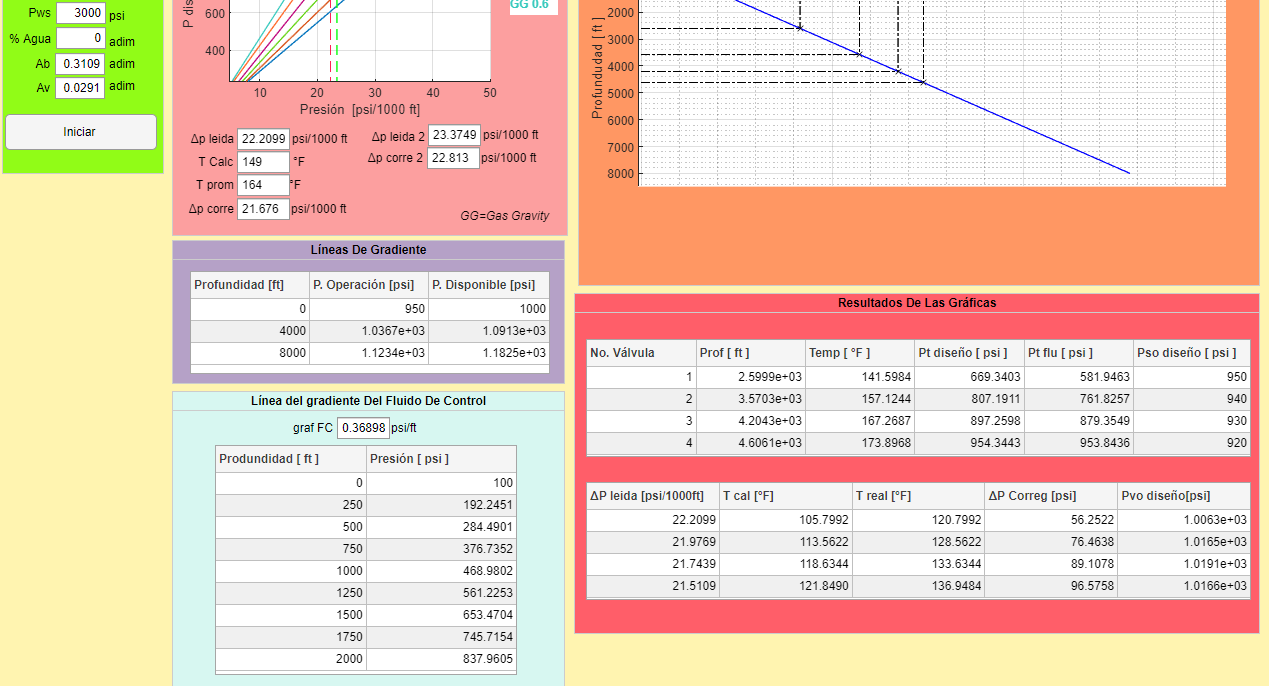 Pws 3000 psi
% Agua 0 adim
Ab 0.3109 adim
Av 0.0291 adim
Iniciar
P dis
600
400
10 20 30 40 50
Presión [psi/1000 ft]
GG 0.6
Δp leida 22.2099 psi/1000 ft
Δp leida 2 23.3749 psi/1000 ft
T Calc 149 °F
Δp corre 2 22.813 psi/1000 ft
T prom 164 °F
Δp corre 21.676 psi/1000 ft
GG=Gas Gravity
Profundudad [ ft ]
2000
3000
4000
5000
6000
7000
8000
Líneas De Gradiente
Profundidad [ft] P. Operación [psi] P. Disponible [psi]
0 950 1000
4000 1.0367e+03 1.0913e+03
8000 1.1234e+03 1.1825e+03
Línea del gradiente Del Fluido De Control
graf FC 0.36898 psi/ft
Produndidad [ ft ] Presión [ psi ]
0 100
250 192.2451
500 284.4901
750 376.7352
1000 468.9802
1250 561.2253
1500 653.4704
1750 745.7154
2000 837.9605
Resultados De Las Gráficas
No. Válvula Prof [ ft ] Temp [ °F ] Pt diseño [ psi ] Pt flu [ psi ] Pso diseño [ psi ]
1 2.5999e+03 141.5984 669.3403 581.9463 950
2 3.5703e+03 157.1244 807.1911 761.8257 940
3 4.2043e+03 167.2687 897.2598 879.3549 930
4 4.6061e+03 173.8968 954.3443 953.8436 920
ΔP leida [psi/1000ft] T cal [°F] T real [°F] ΔP Correg [psi] Pvo diseño[psi]
22.2099 105.7992 120.7992 56.2522 1.0063e+03
21.9769 113.5622 128.5622 76.4638 1.0165e+03
21.7439 118.6344 133.6344 89.1078 1.0191e+03
21.5109 121.8490 136.9484 96.5758 1.0166e+03